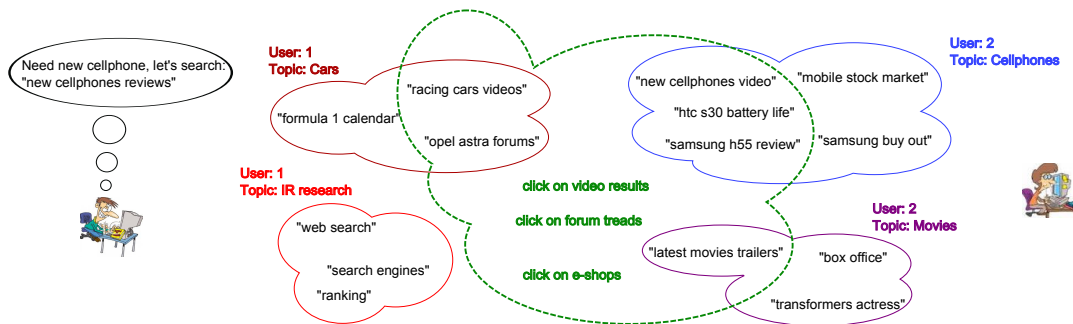 Need new cellphone, let's search:
"new cellphones reviews"
User: 1
Topic: Cars
"racing cars videos"
"formula 1 calendar"
"opel astra forums"
User: 2
Topic: Cellphones
"new cellphones video"
"mobile stock market"
"htc s30 battery life"
"samsung h55 review"
"samsung buy out"
User: 1
Topic: IR research
"web search"
"search engines"
"ranking"
click on video results
click on forum treads
click on e-shops
User: 2
Topic: Movies
"latest movies trailers"
"box office"
"transformers actress"